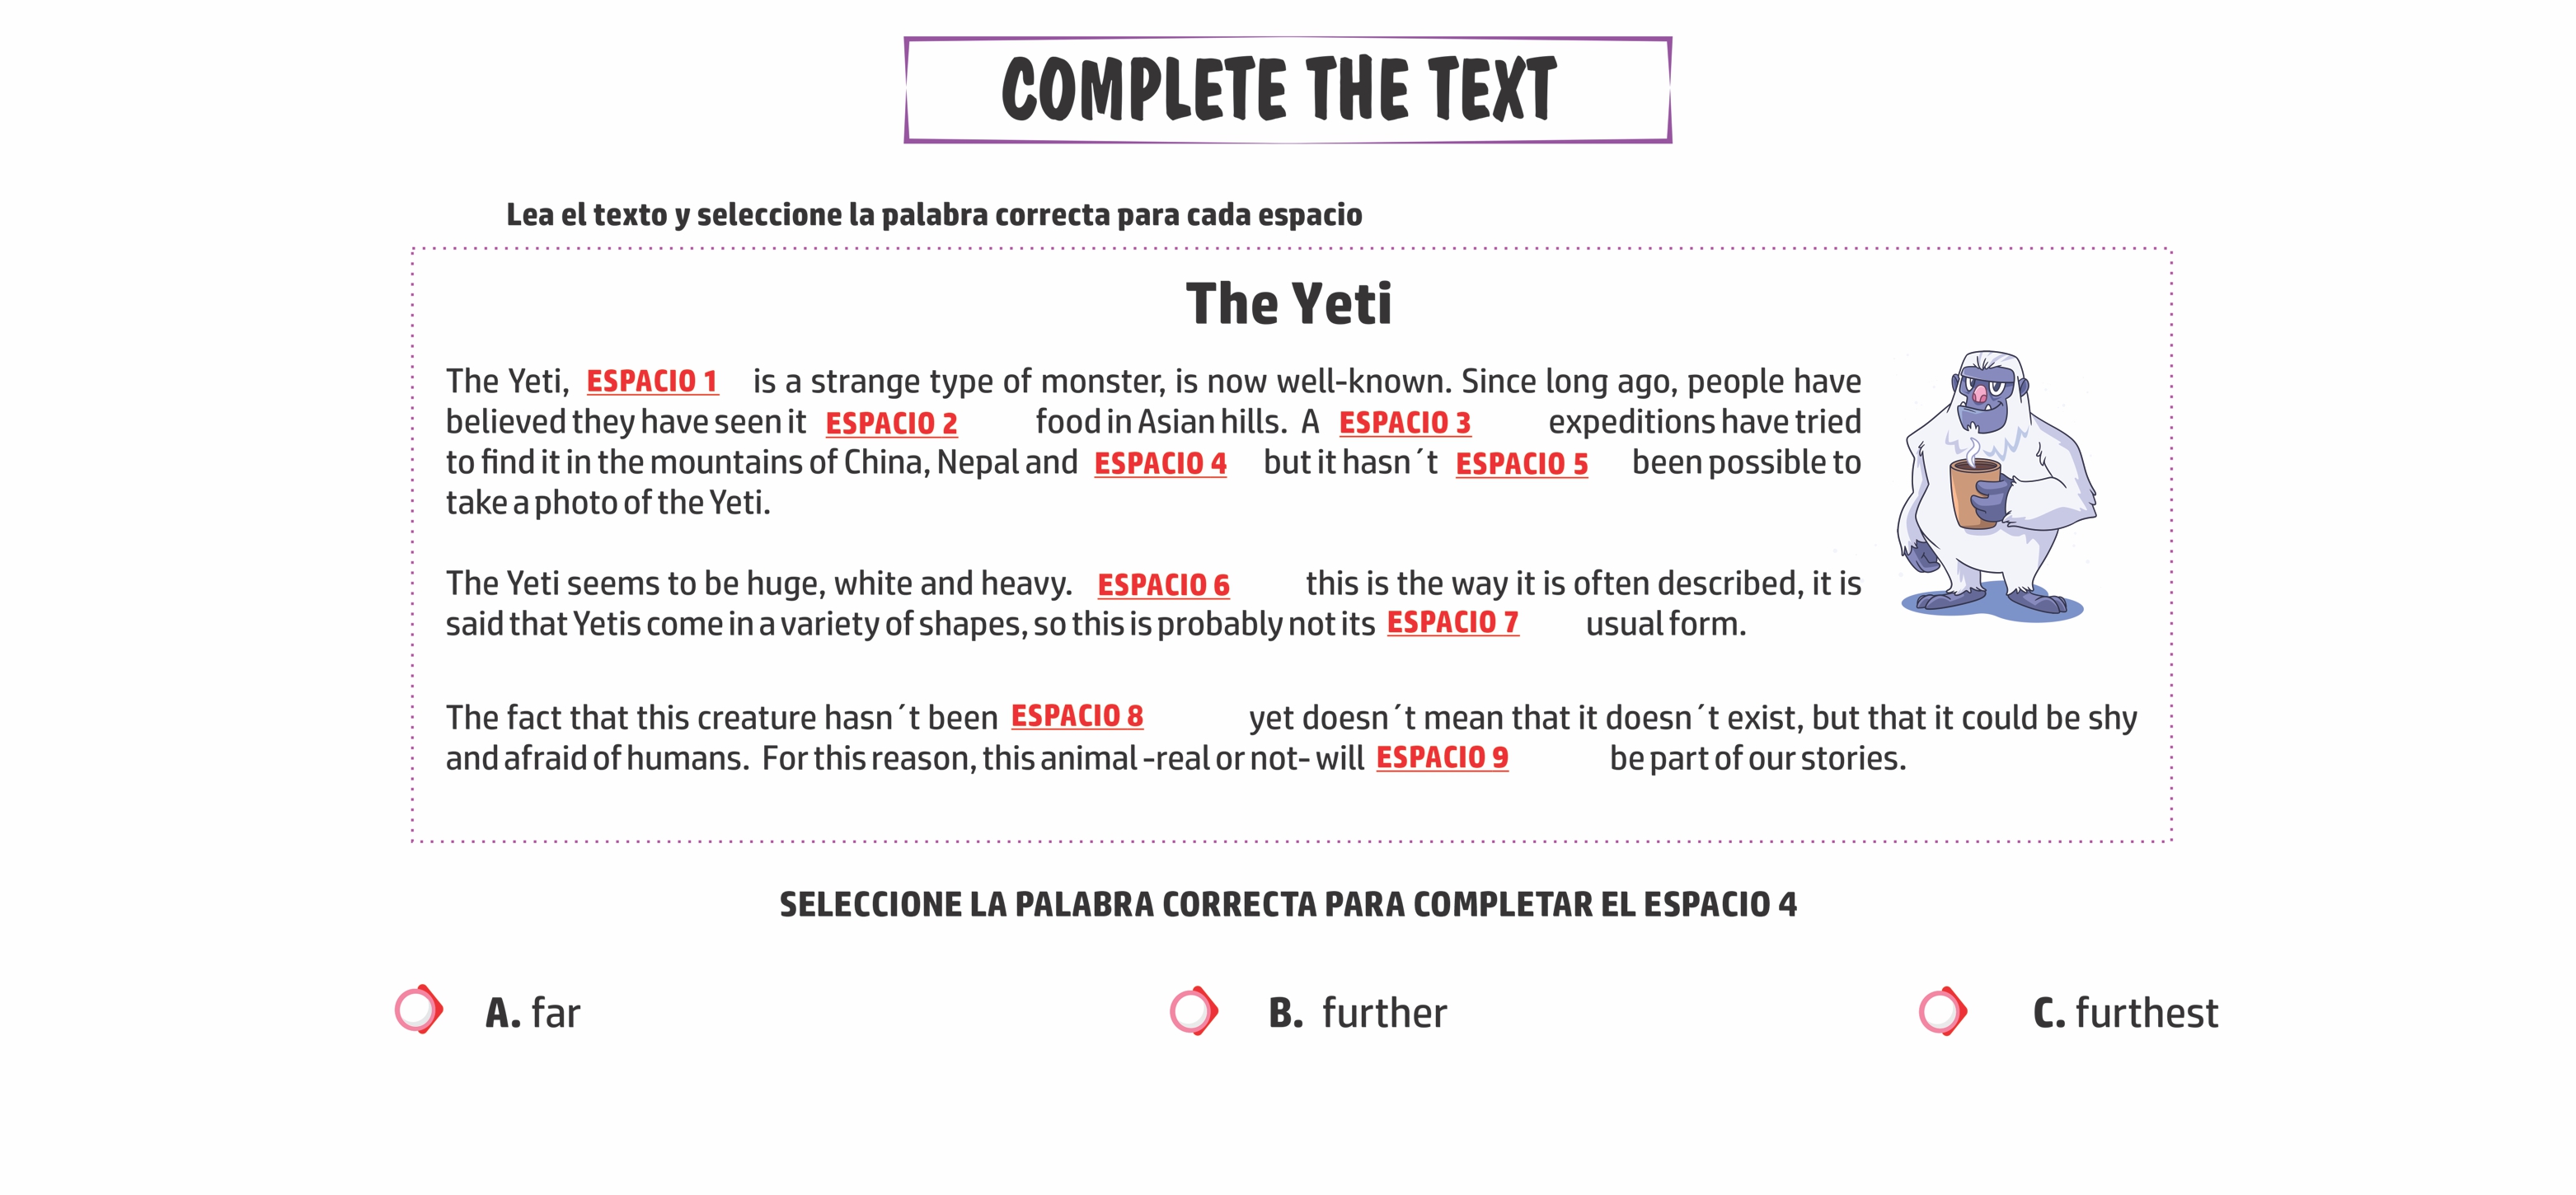 COMPLETE THE TEXT
Lea el texto y seleccione la palabra correcta para cada espacio
The Yeti
The Yeti, ESPACIO 1 is a strange type of monster, is now well-known. Since long ago, people have
believed they have seen it ESPACIO 2 food in Asian hills. A ESPACIO 3 expeditions have tried
to find it in the mountains of China, Nepal and ESPACIO 4 but it hasn´t ESPACIO 5 been possible to
take a photo of the Yeti.
The Yeti seems to be huge, white and heavy. ESPACIO 6 this is the way it is often described, it is
said that Yetis come in a variety of shapes, so this is probably not its ESPACIO 7 usual form.
The fact that this creature hasn´t been ESPACIO 8 yet doesn´t mean that it doesn´t exist, but that it could be shy
and afraid of humans. For this reason, this animal -real or not- will ESPACIO 9 be part of our stories.
SELECCIONE LA PALABRA CORRECTA PARA COMPLETAR EL ESPACIO 4
A. far
B. further
C. furthest